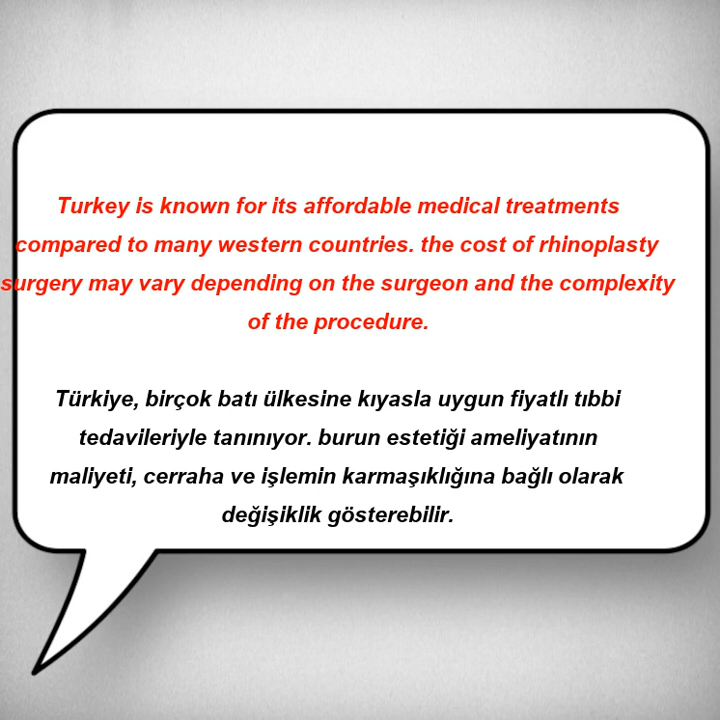 Turkey is known for its affordable medical treatments
compared to many western countries. the cost of rhinoplasty
surgery may vary depending on the surgeon and the complexity
of the procedure.
Türkiye, birçok batı ülkesine kıyasla uygun fiyatlı tıbbi
tedavileriyle tanınıyor. burun estetiği ameliyatının
maliyeti, cerraha ve işlemin karmaşıklığına bağlı olarak
değişiklik gösterebilir.